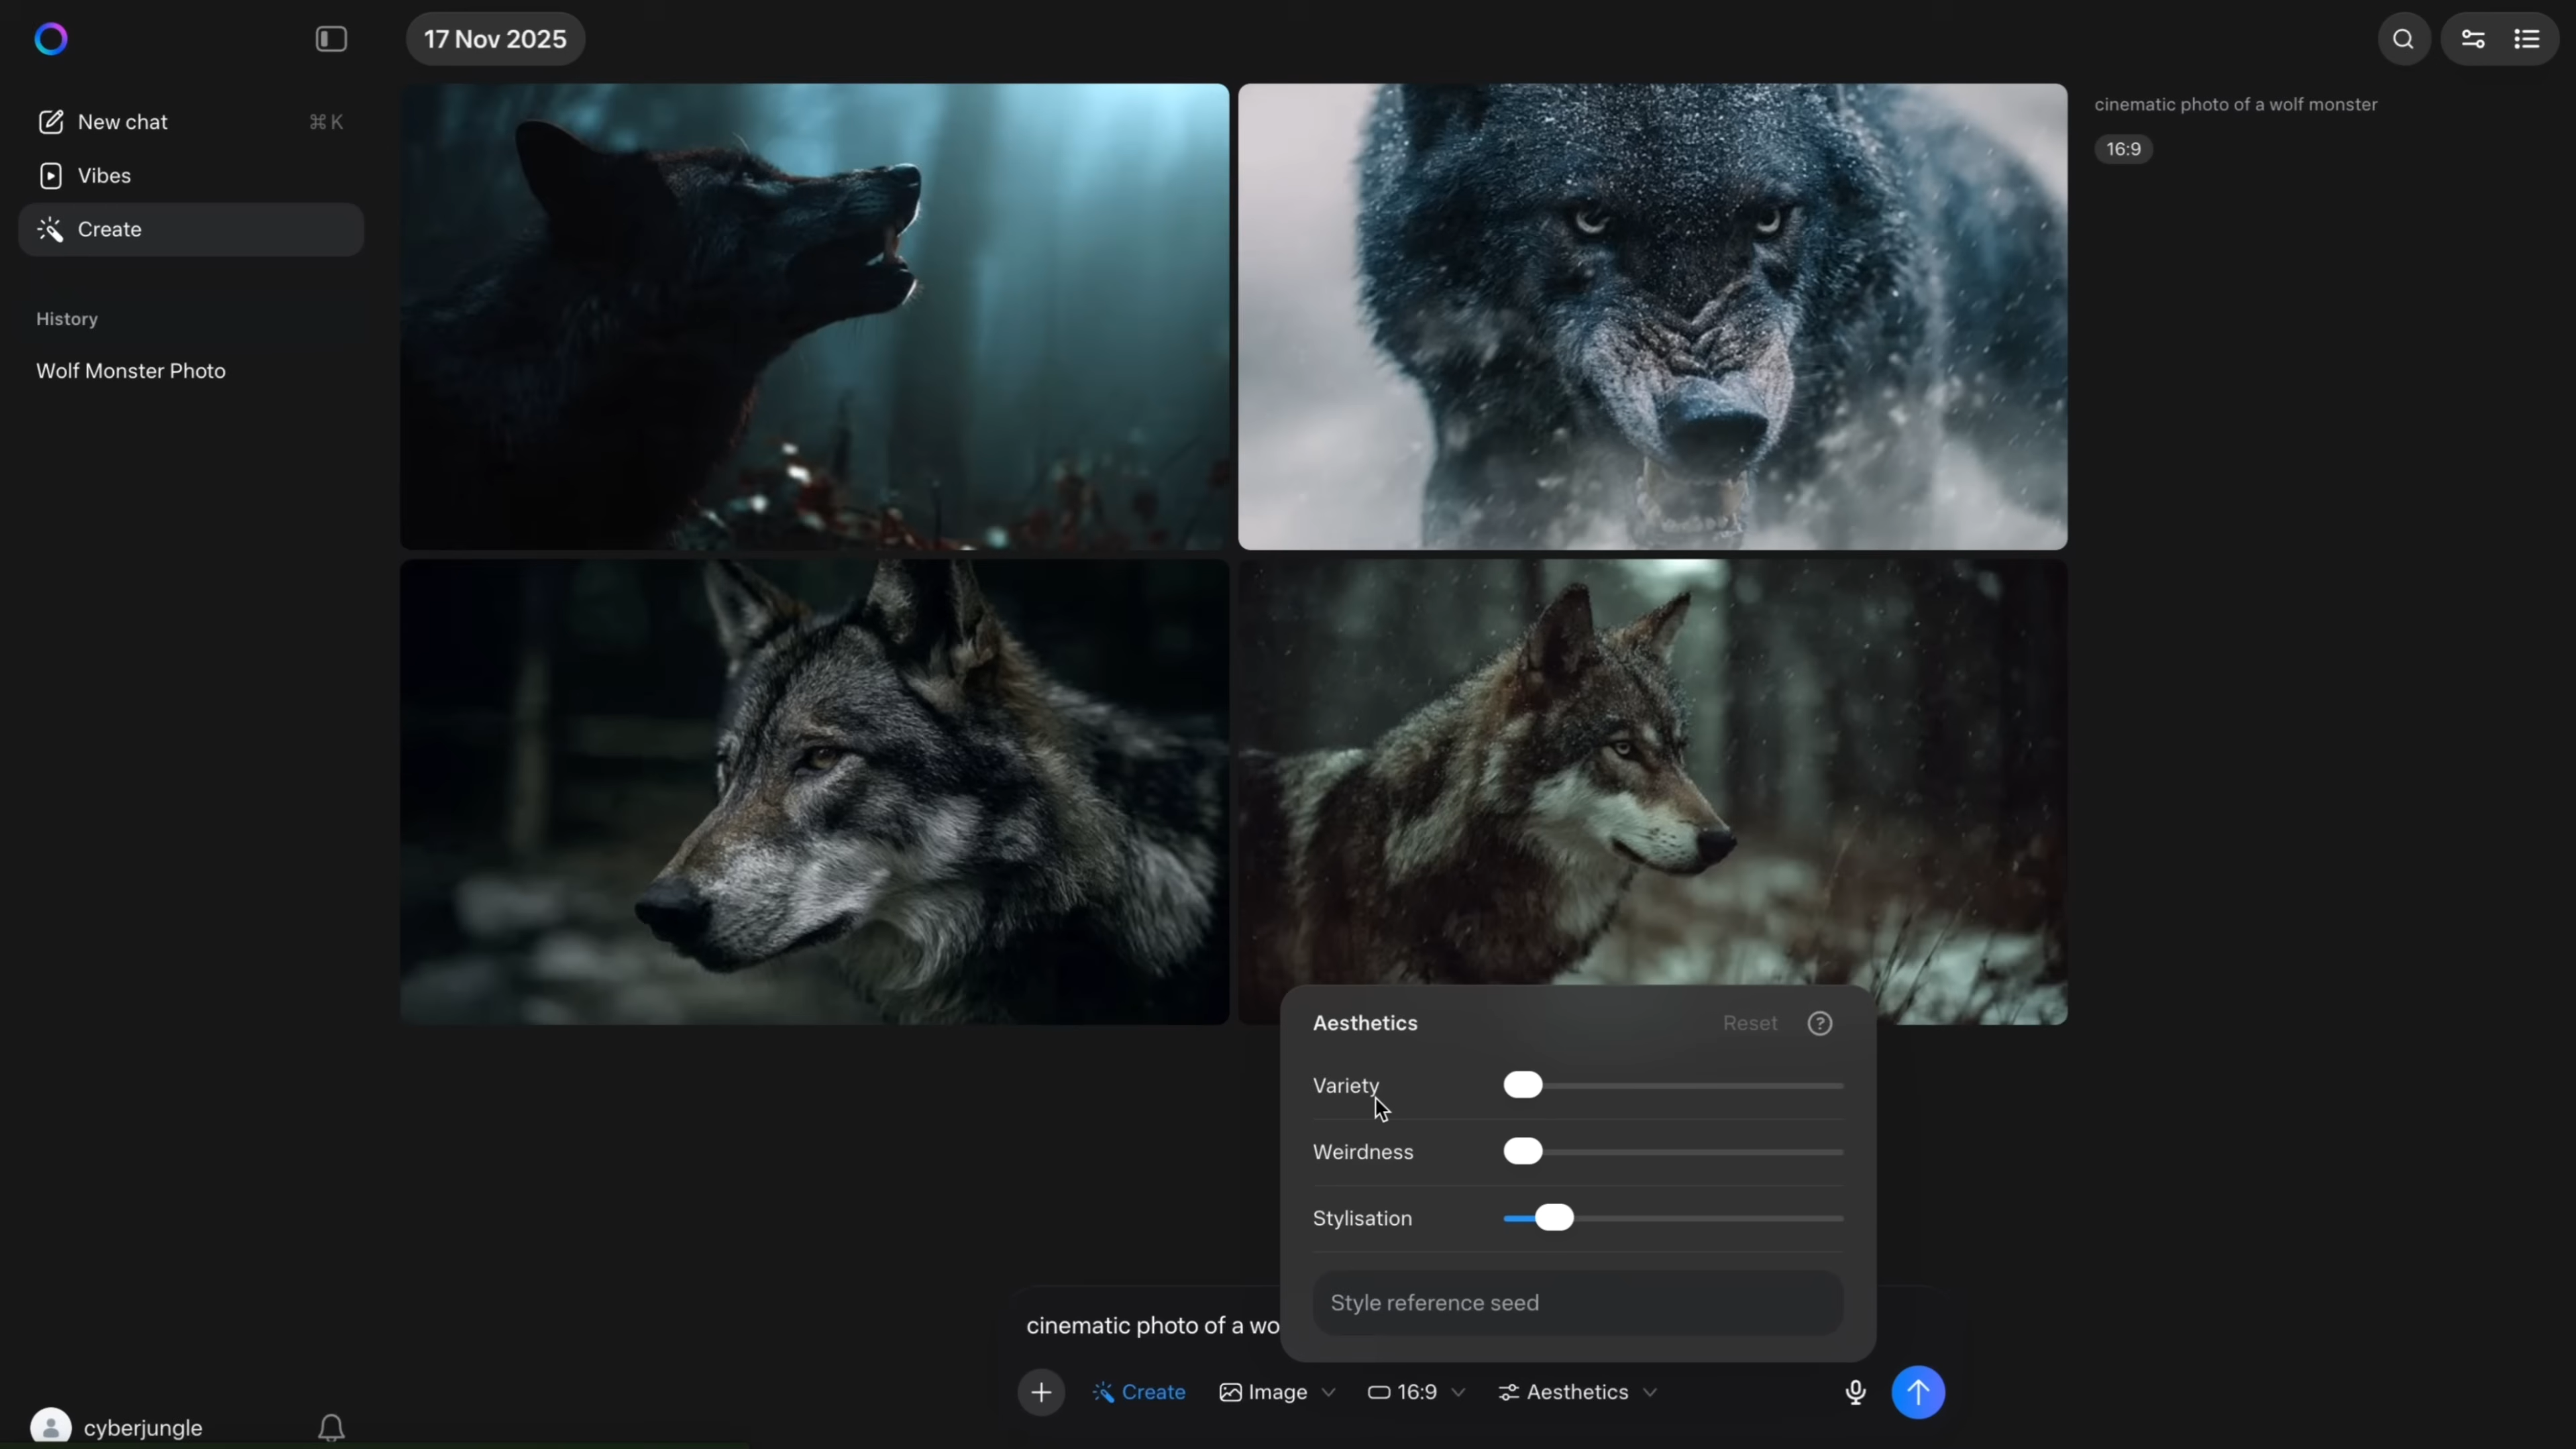 17 Nov 2025
New chat
⌘ K
Vibes
Create
History
Wolf Monster Photo
cinematic photo of a wolf monster
16:9
Aesthetics
Reset
?
Variety
Weirdness
Stylisation
Style reference seed
cinematic photo of a wo
Create
Image
16:9
Aesthetics
cyberjungle